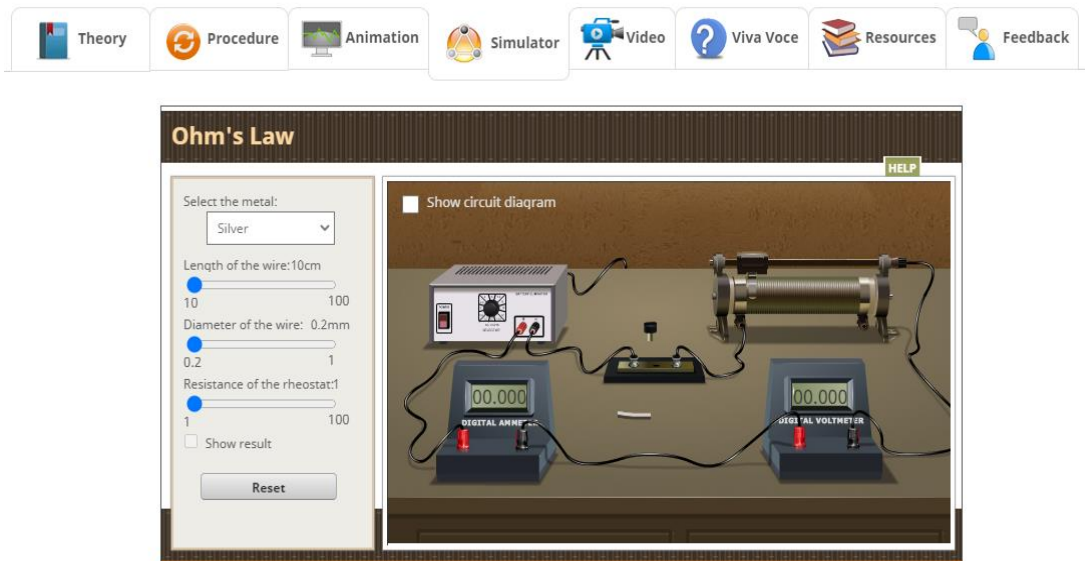 Theory
Procedure
Animation
Simulator
Video
Viva Voce
Resources
Feedback
Ohm's Law
HELP
Select the metal:
Silver
Length of the wire:10cm
10 100
Diameter of the wire: 0.2mm
0.2 1
Resistance of the rheostat:1
1 100
Show result
Reset
Show circuit diagram
00.000
DIGITAL AMMETER
00.000
DIGITAL VOLTMETER